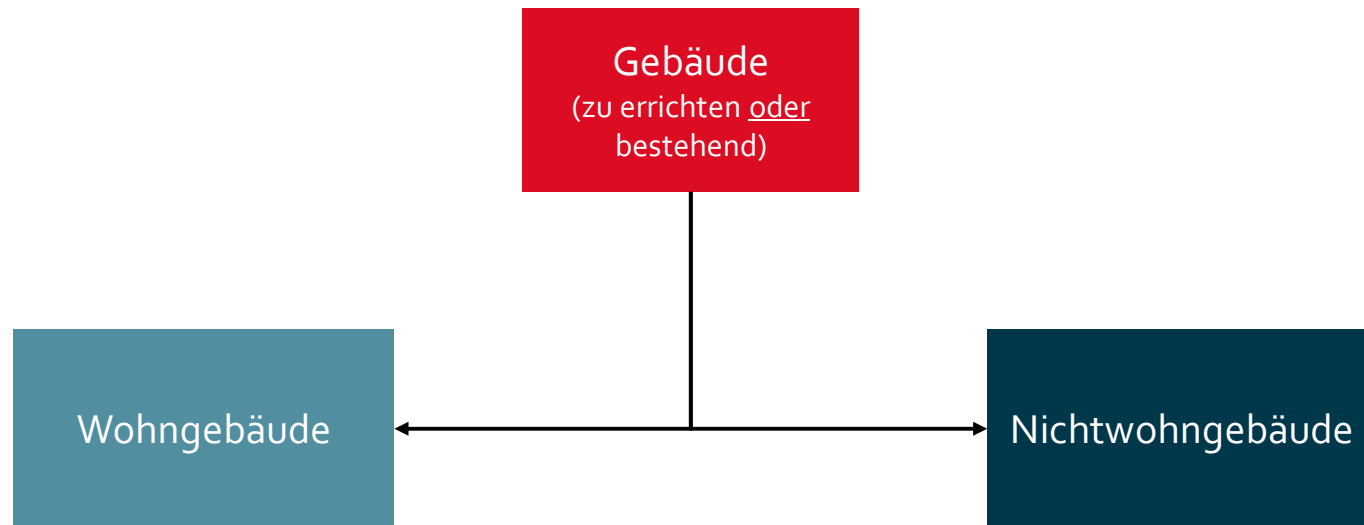 Gebäude
(zu errichten oder
bestehend)
Wohngebäude
Nichtwohngebäude